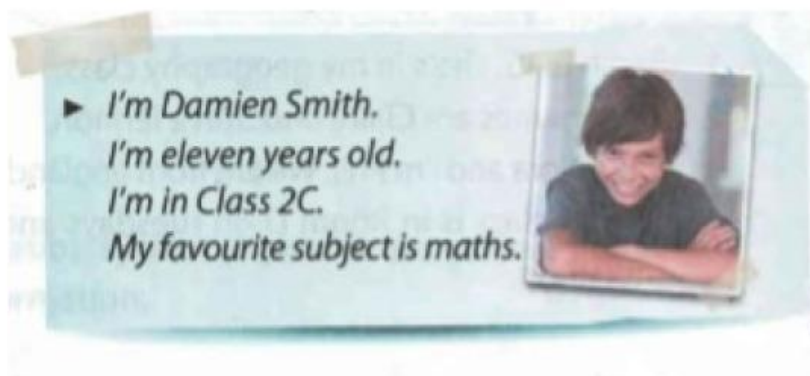 ► I'm Damien Smith.
I'm eleven years old.
I'm in Class 2C.
My favourite subject is maths.